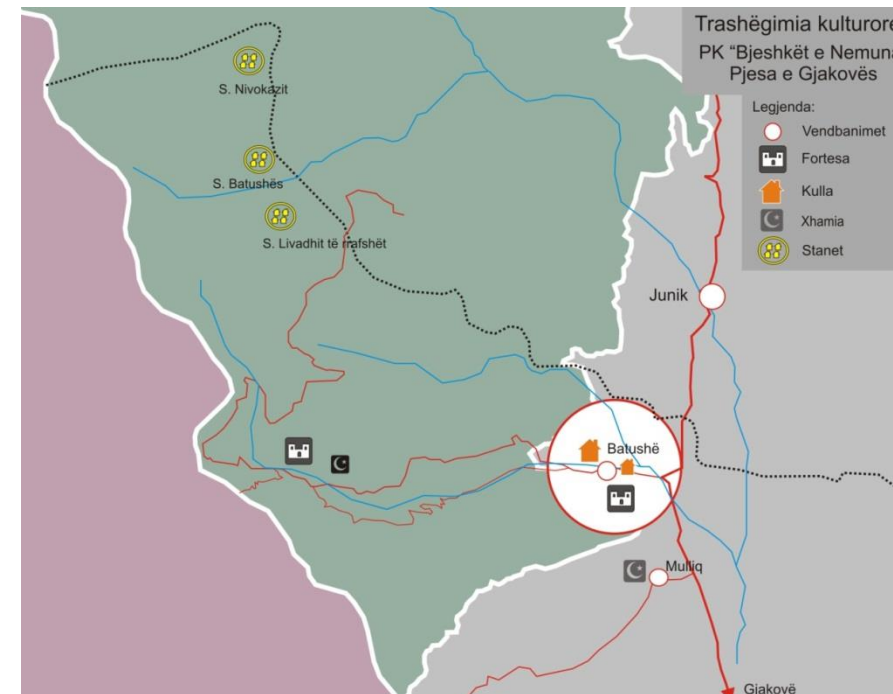 Trashëgimia kulturore
PK “Bjeshkët e Nemuna
Pjesa e Gjakovës
Legjenda:
Vendbanimet
Fortesa
Kulla
Xhamia
Stanet
S. Nivokazit
S. Batushës
S. Livadhit të rrafshët
Junik
Batushë
Mulliq
Gjakovë